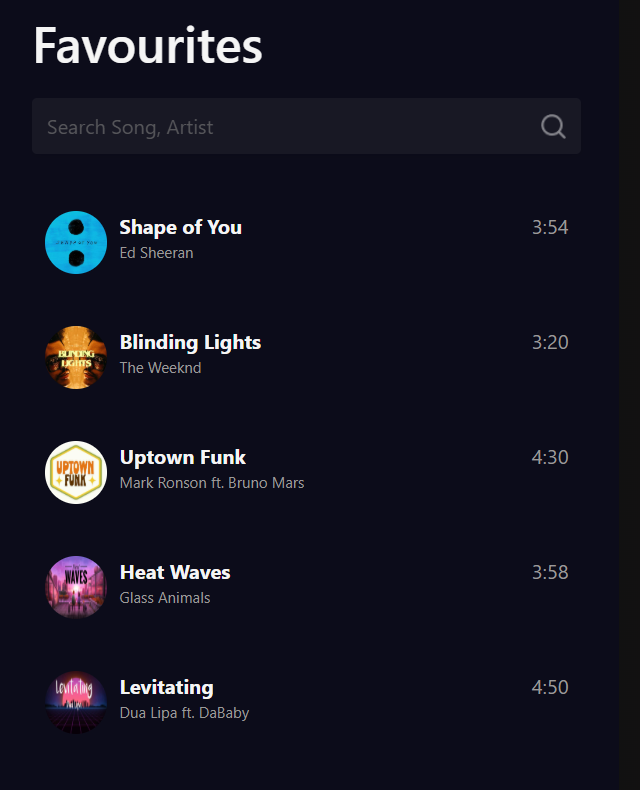 Favourites
Search Song, Artist
Shape of You
3:54
Ed Sheeran
Blinding Lights
3:20
The Weeknd
BLINDING
LIGHTS
Uptown Funk
4:30
Mark Ronson ft. Bruno Mars
UPTOWN
FUNK
Heat Waves
3:58
Glass Animals
WAVES
Levitating
4:50
Dua Lipa ft. DaBaby
Levitating